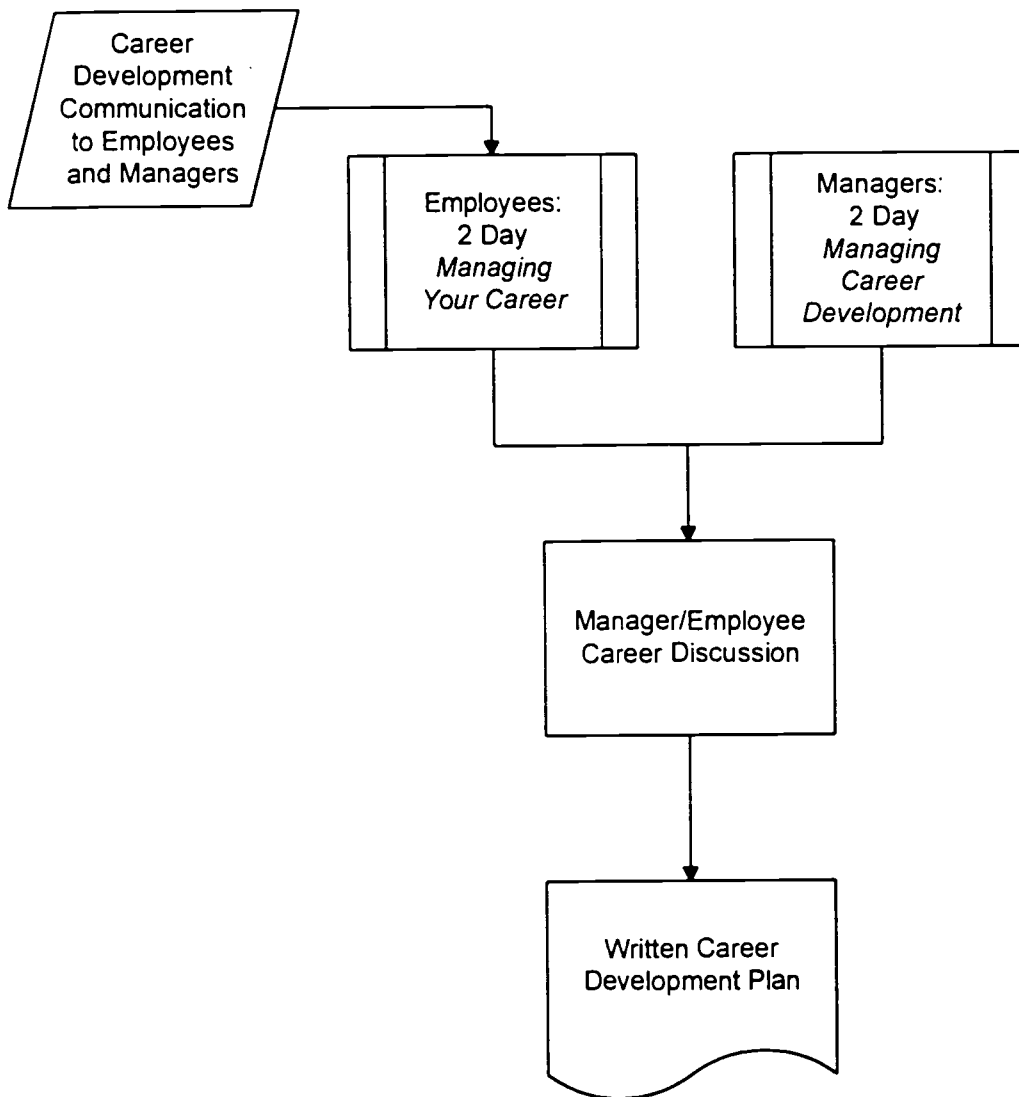 Career
Development
Communication
to Employees
and Managers
Employees:
2 Day
Managing
Your Career
Managers:
2 Day
Managing
Career
Development
Manager/Employee
Career Discussion
Written Career
Development Plan